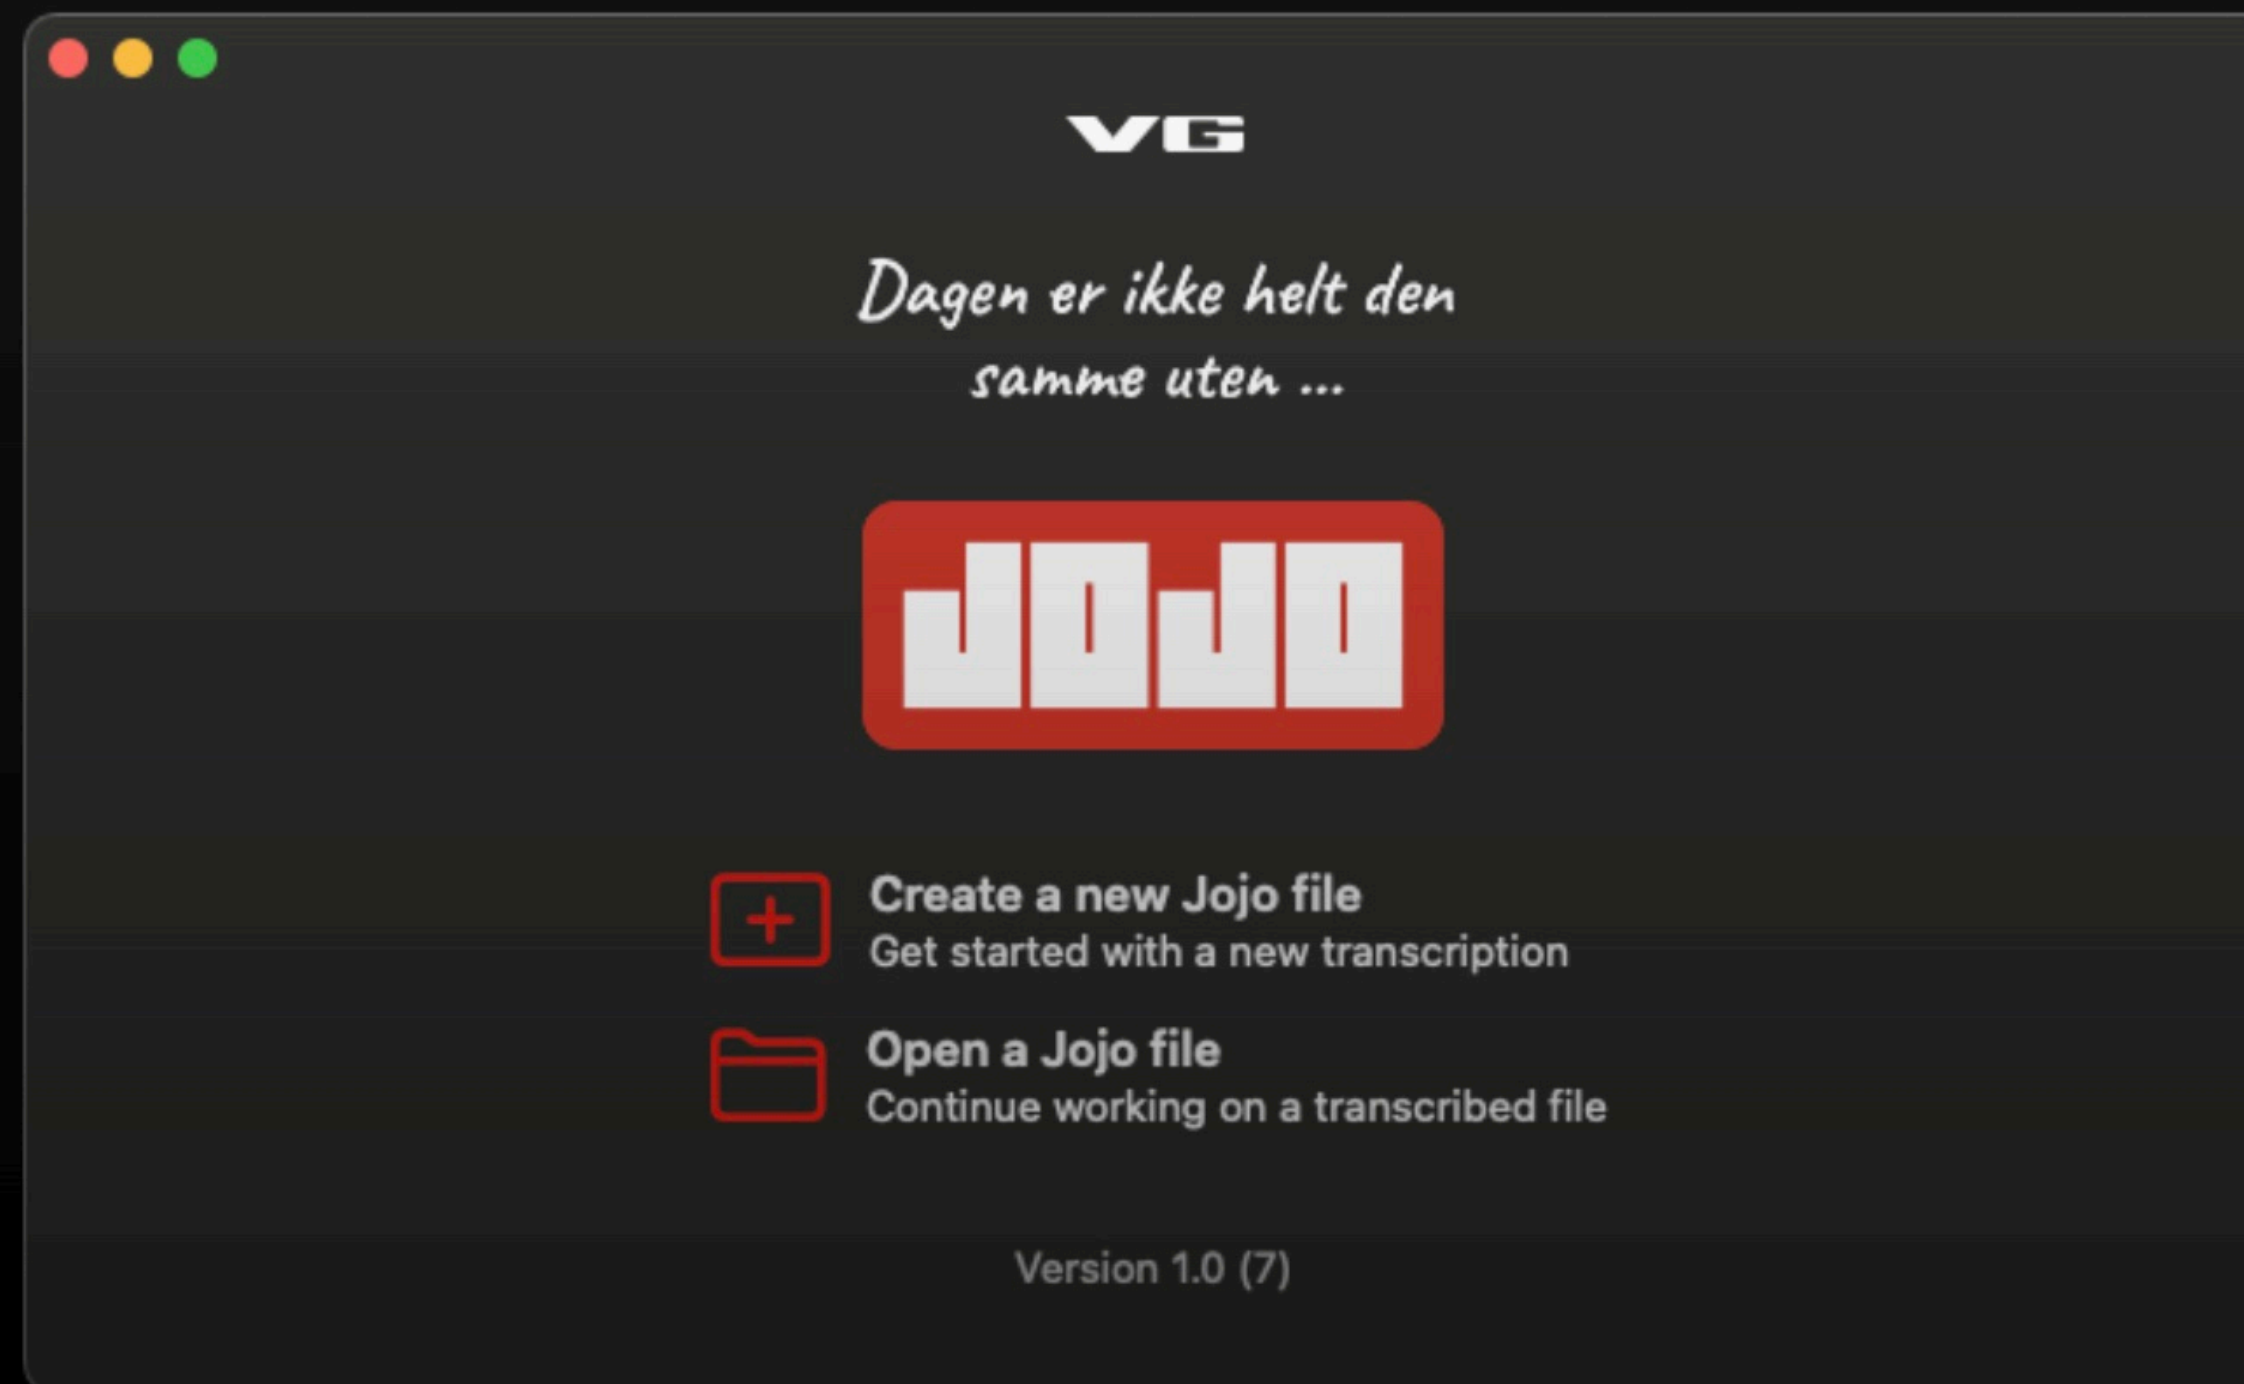 VG
Dagen er ikke helt den
samme uten ...
JOJO
Create a new Jojo file
Get started with a new transcription
Open a Jojo file
Continue working on a transcribed file
Version 1.0 (7)